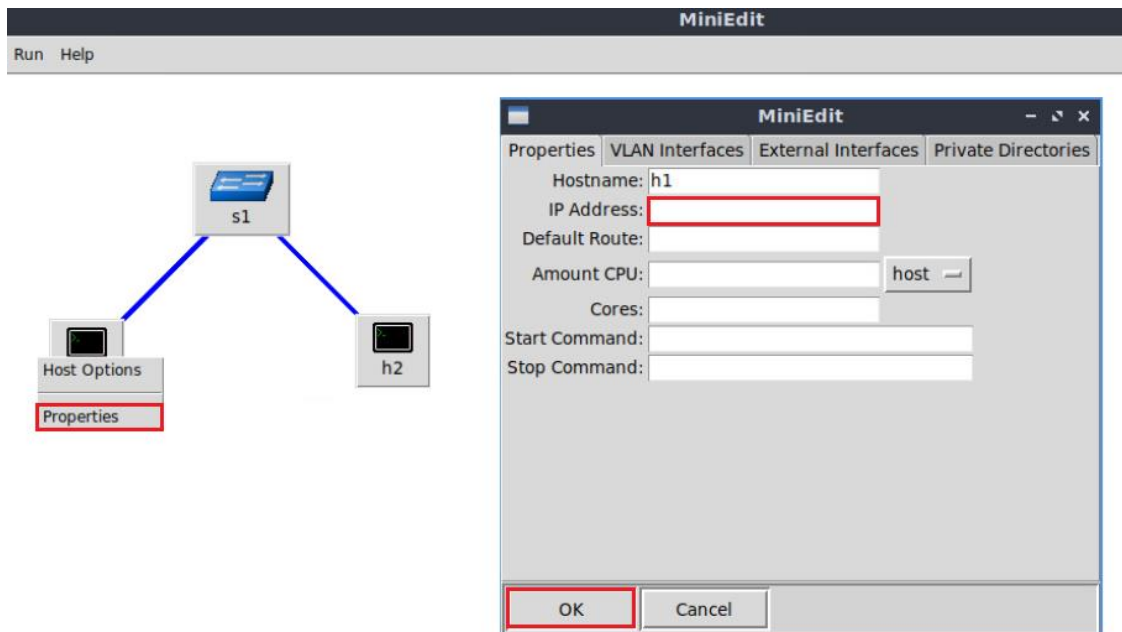 MiniEdit
Run Help
s1
h2
Host Options
Properties
MiniEdit
Properties VLAN Interfaces External Interfaces Private Directories
Hostname: h1
IP Address:
Default Route:
Amount CPU: host
Cores:
Start Command:
Stop Command:
OK Cancel